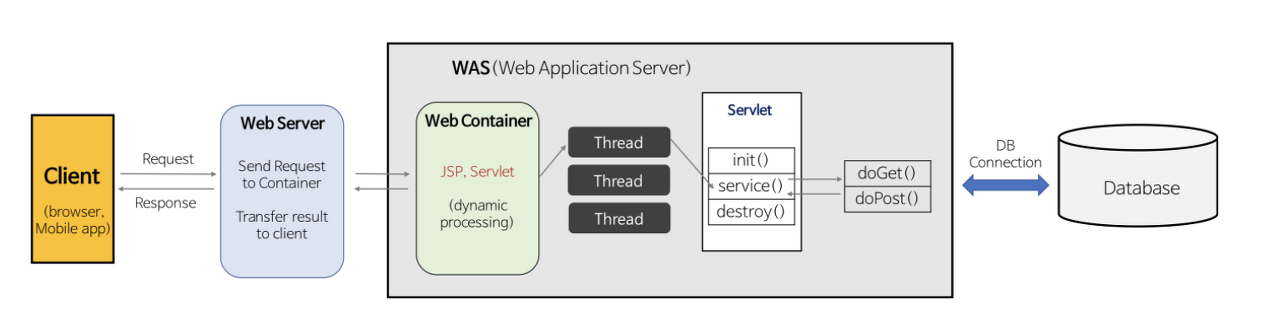 WAS(Web Application Server)
Client
(browser,
Mobile app)
Request
Response
Web Server
Send Request
to Container
Transfer result
to client
Web Container
JSP, Servlet
(dynamic
processing)
Thread
Thread
Thread
Servlet
init()
service()
destroy()
doGet()
doPost()
DB
Connection
Database